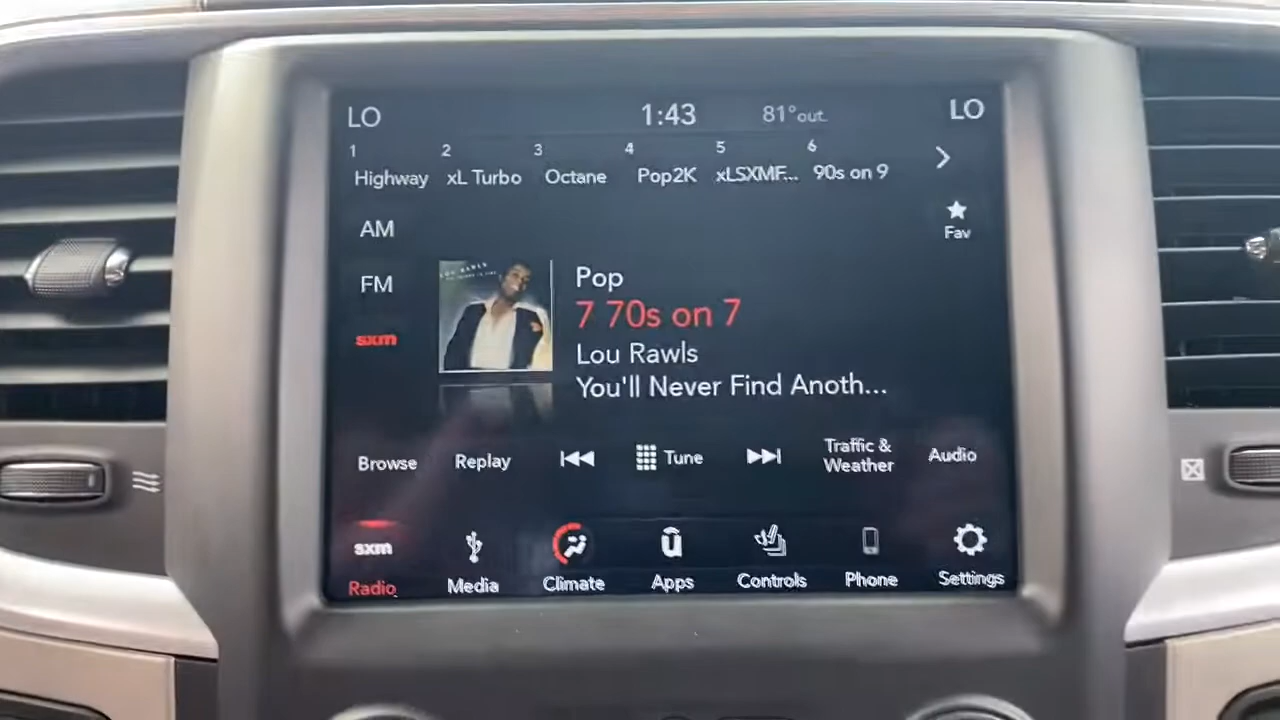 LO 1:43 81°out. LO
1 2 3 4 5 6
Highway xL Turbo Octane Pop2K xLSXMF... 90s on 9
AM
Fav
FM
Pop
7 70s on 7
sxm
Lou Rawls
You'll Never Find Anoth...
Browse Replay Tune Traffic & Weather Audio
sxm
Radio Media Climate Apps Controls Phone Settings